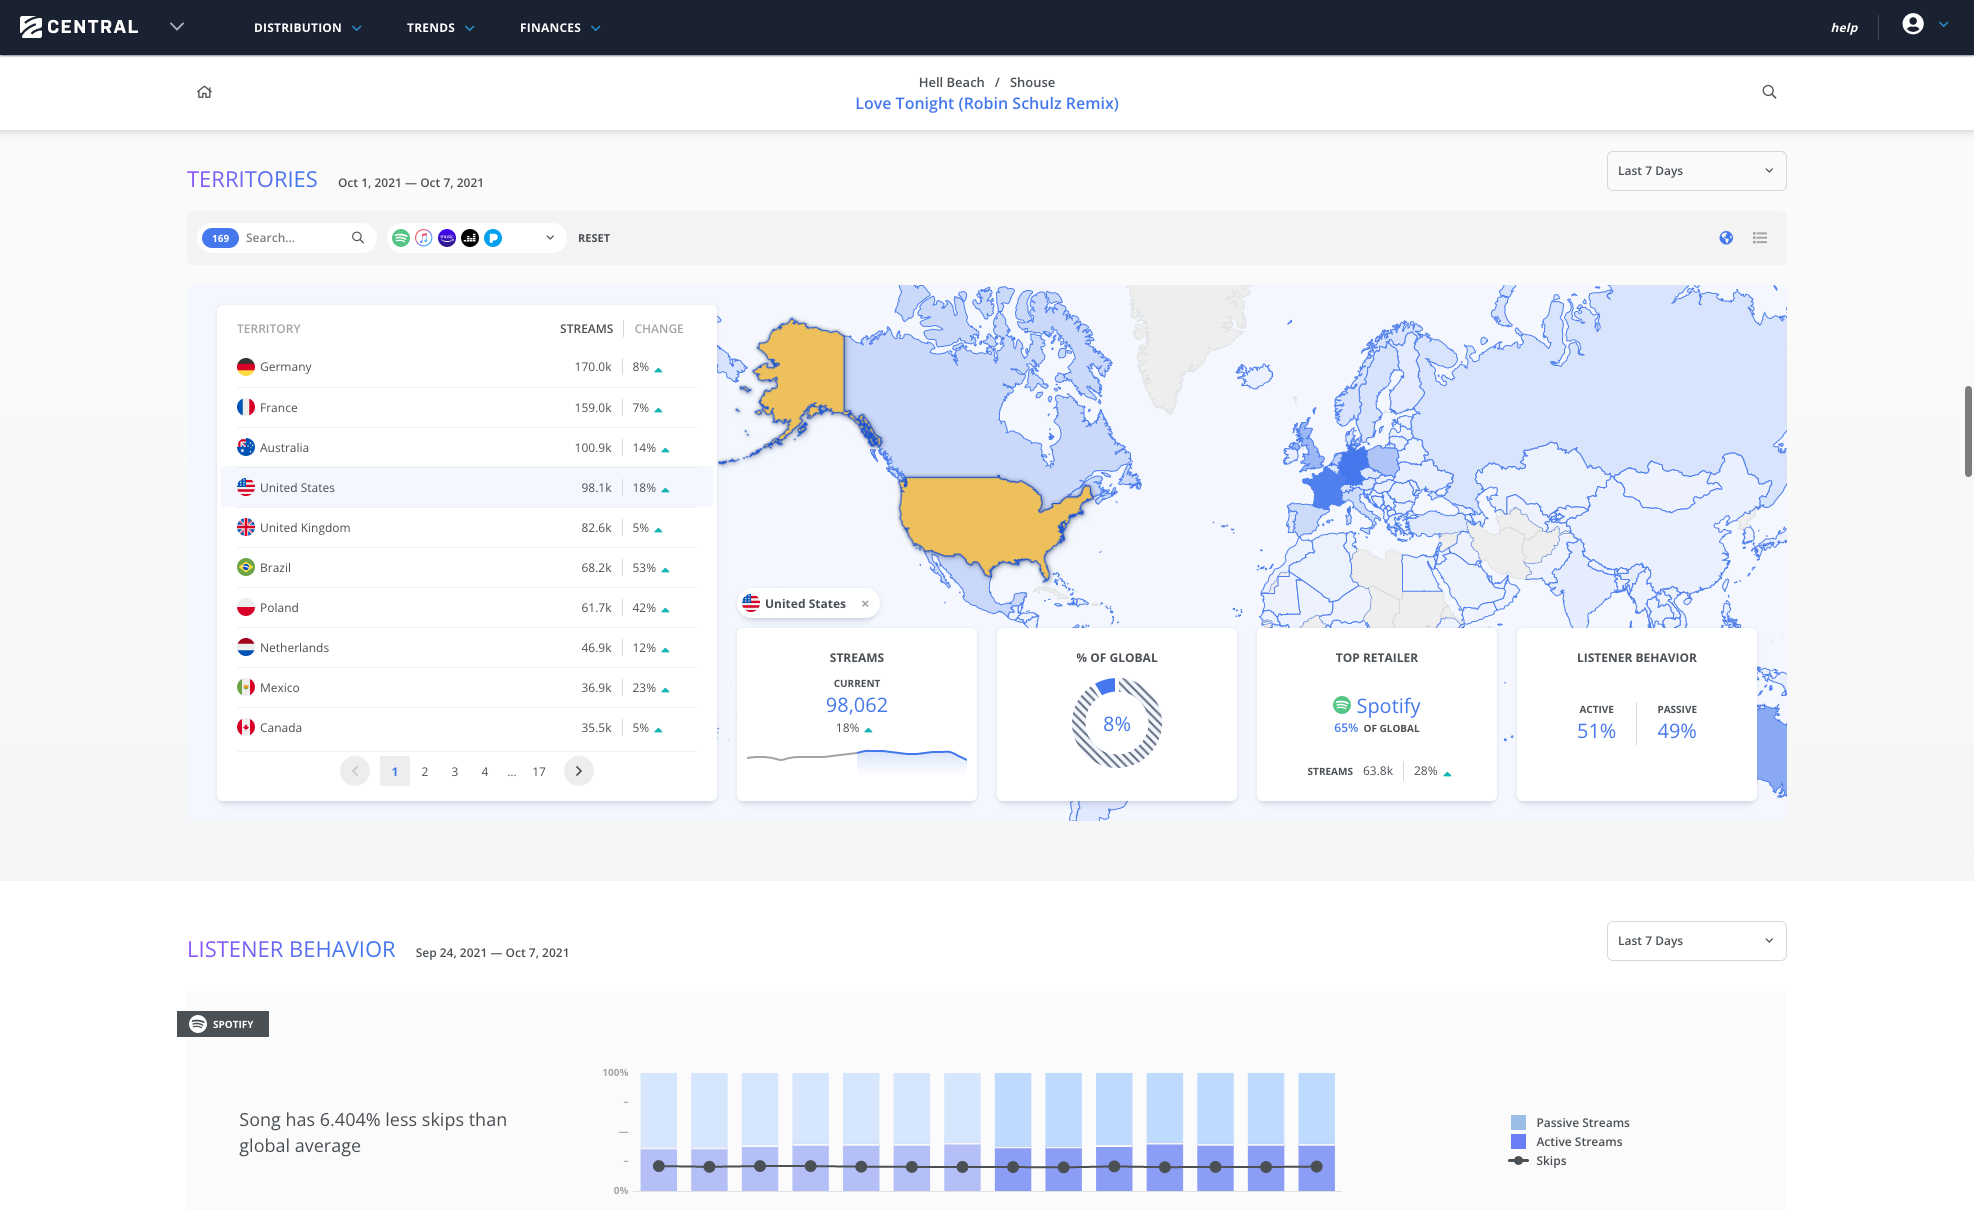 CENTRAL
DISTRIBUTION TRENDS FINANCES help
Hell Beach / Shouse
Love Tonight (Robin Schulz Remix)
TERRITORIES Oct 1, 2021 — Oct 7, 2021
Last 7 Days
169 Search... RESET
TERRITORY STREAMS CHANGE
Germany 170.0k 8%
France 159.0k 7%
Australia 100.9k 14%
United States 98.1k 18%
United Kingdom 82.6k 5%
Brazil 68.2k 53%
Poland 61.7k 42%
Netherlands 46.9k 12%
Mexico 36.9k 23%
Canada 35.5k 5%
1 2 3 4 ... 17
United States ×
STREAMS
CURRENT
98,062
18%
% OF GLOBAL
8%
TOP RETAILER
Spotify
65% OF GLOBAL
STREAMS 63.8k 28%
LISTENER BEHAVIOR
ACTIVE PASSIVE
51% 49%
LISTENER BEHAVIOR Sep 24, 2021 — Oct 7, 2021
Last 7 Days
SPOTIFY
Song has 6.404% less skips than
global average
100%
0%
Passive Streams
Active Streams
Skips